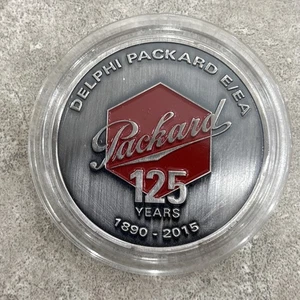 DELPHI PACKARD E/EA
Packard
125
YEARS
1890 - 2015